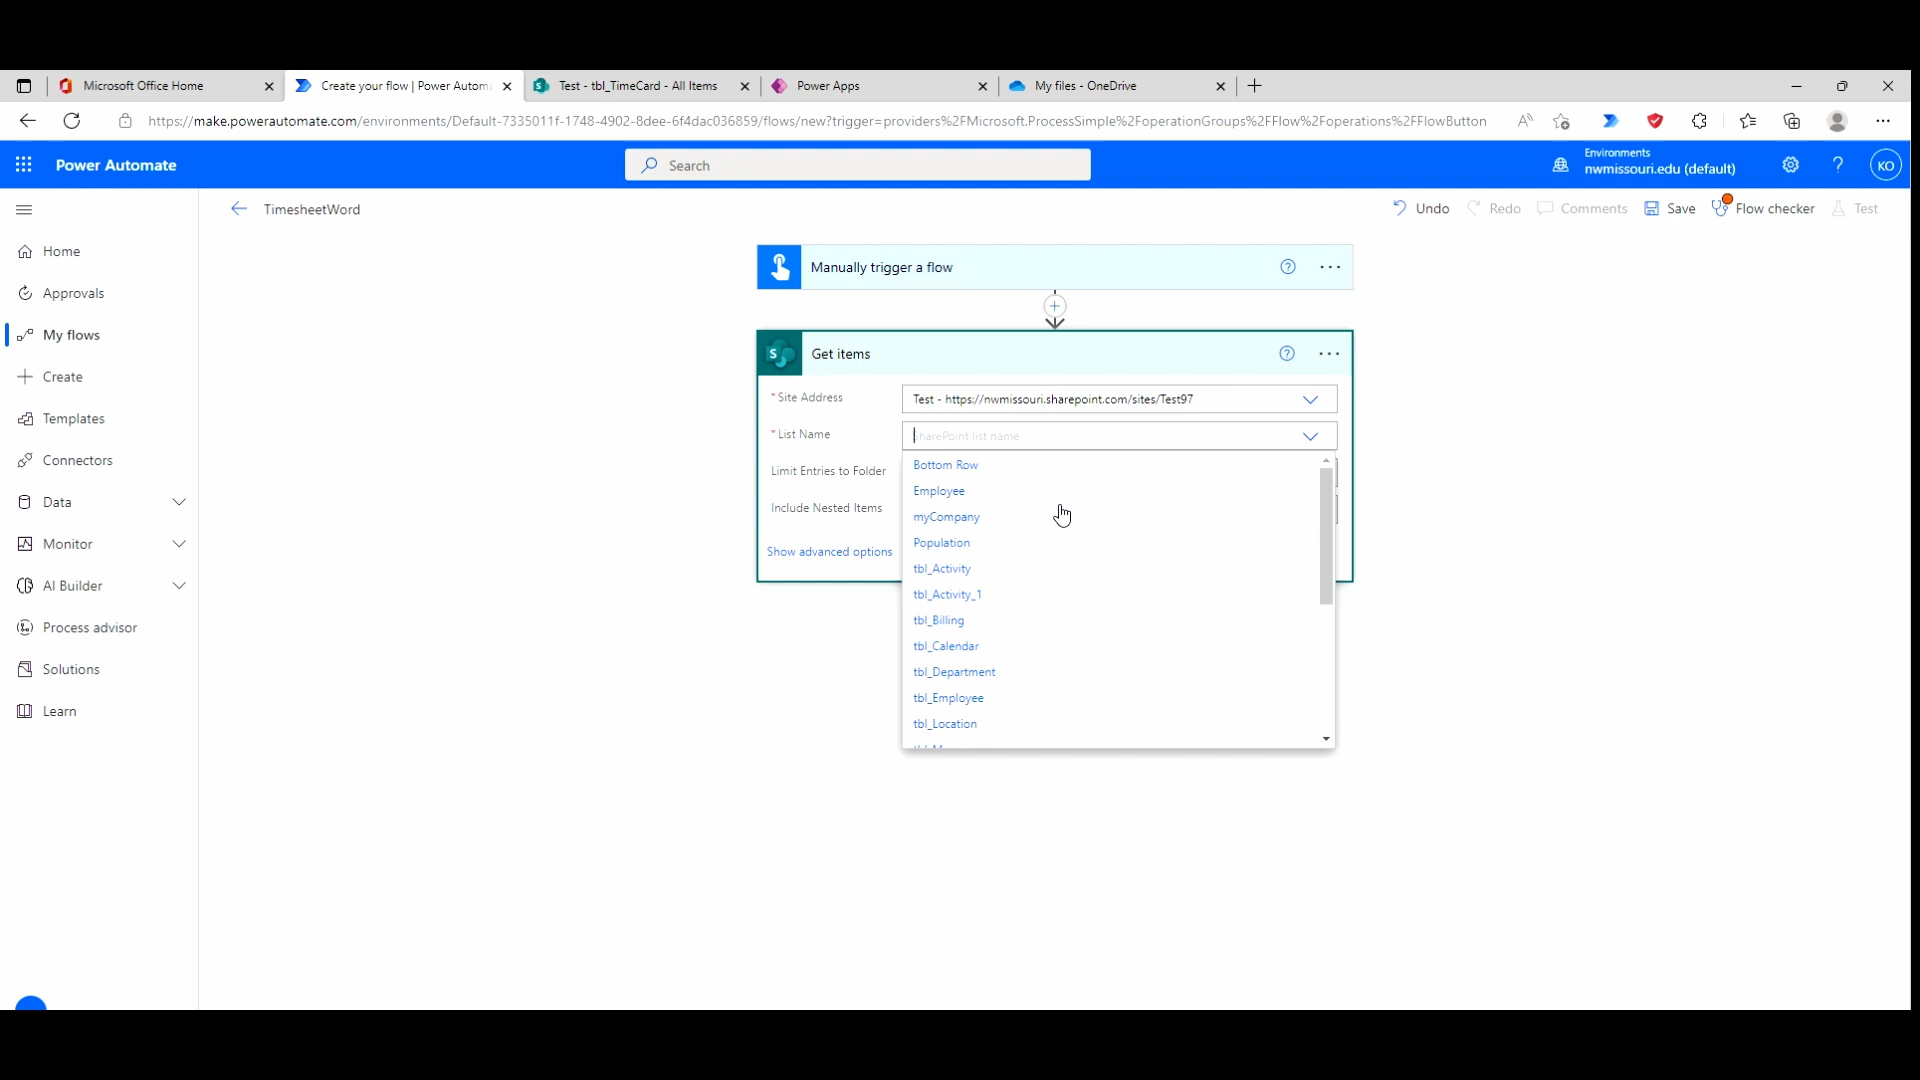 Microsoft Office Home
Create your flow | Power Autom
Test - tbl_TimeCard - All Items
Power Apps
My files - OneDrive
https://make.powerautomate.com/environments/Default-7335011f-1748-4902-8dee-6f4dac036859/flows/new?trigger=providers%2FMicrosoft.ProcessSimple%2FoperationGroups%2FFlow%2Foperations%2FFlowButton
Power Automate
Search
Environments
nwmissouri.edu (default)
KO
TimesheetWord
Undo
Redo
Comments
Save
Flow checker
Test
Home
Approvals
My flows
Create
Templates
Connectors
Data
Monitor
AI Builder
Process advisor
Solutions
Learn
Manually trigger a flow
Get items
* Site Address
Test - https://nwmissouri.sharepoint.com/sites/Test97
* List Name
SharePoint list name
Limit Entries to Folder
Include Nested Items
Show advanced options
Bottom Row
Employee
myCompany
Population
tbl_Activity
tbl_Activity_1
tbl_Billing
tbl_Calendar
tbl_Department
tbl_Employee
tbl_Location